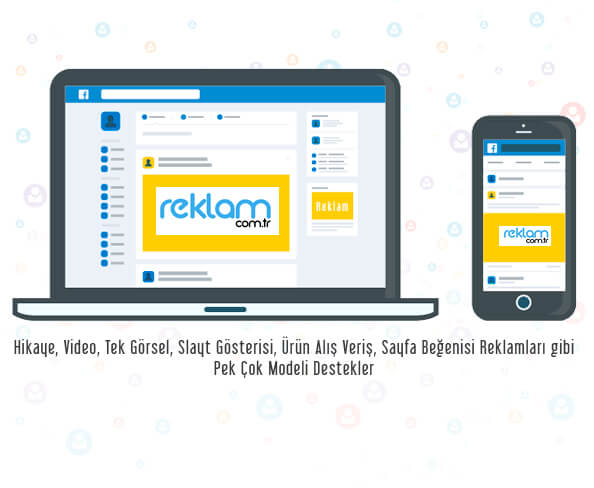 f
reklam
com.tr
Reklam
f
reklam
com.tr
Hikaye, Video, Tek Görsel, Slayt Gösterisi, Ürün Alış Veriş, Sayfa Beğenisi Reklamları gibi
Pek Çok Modeli Destekler